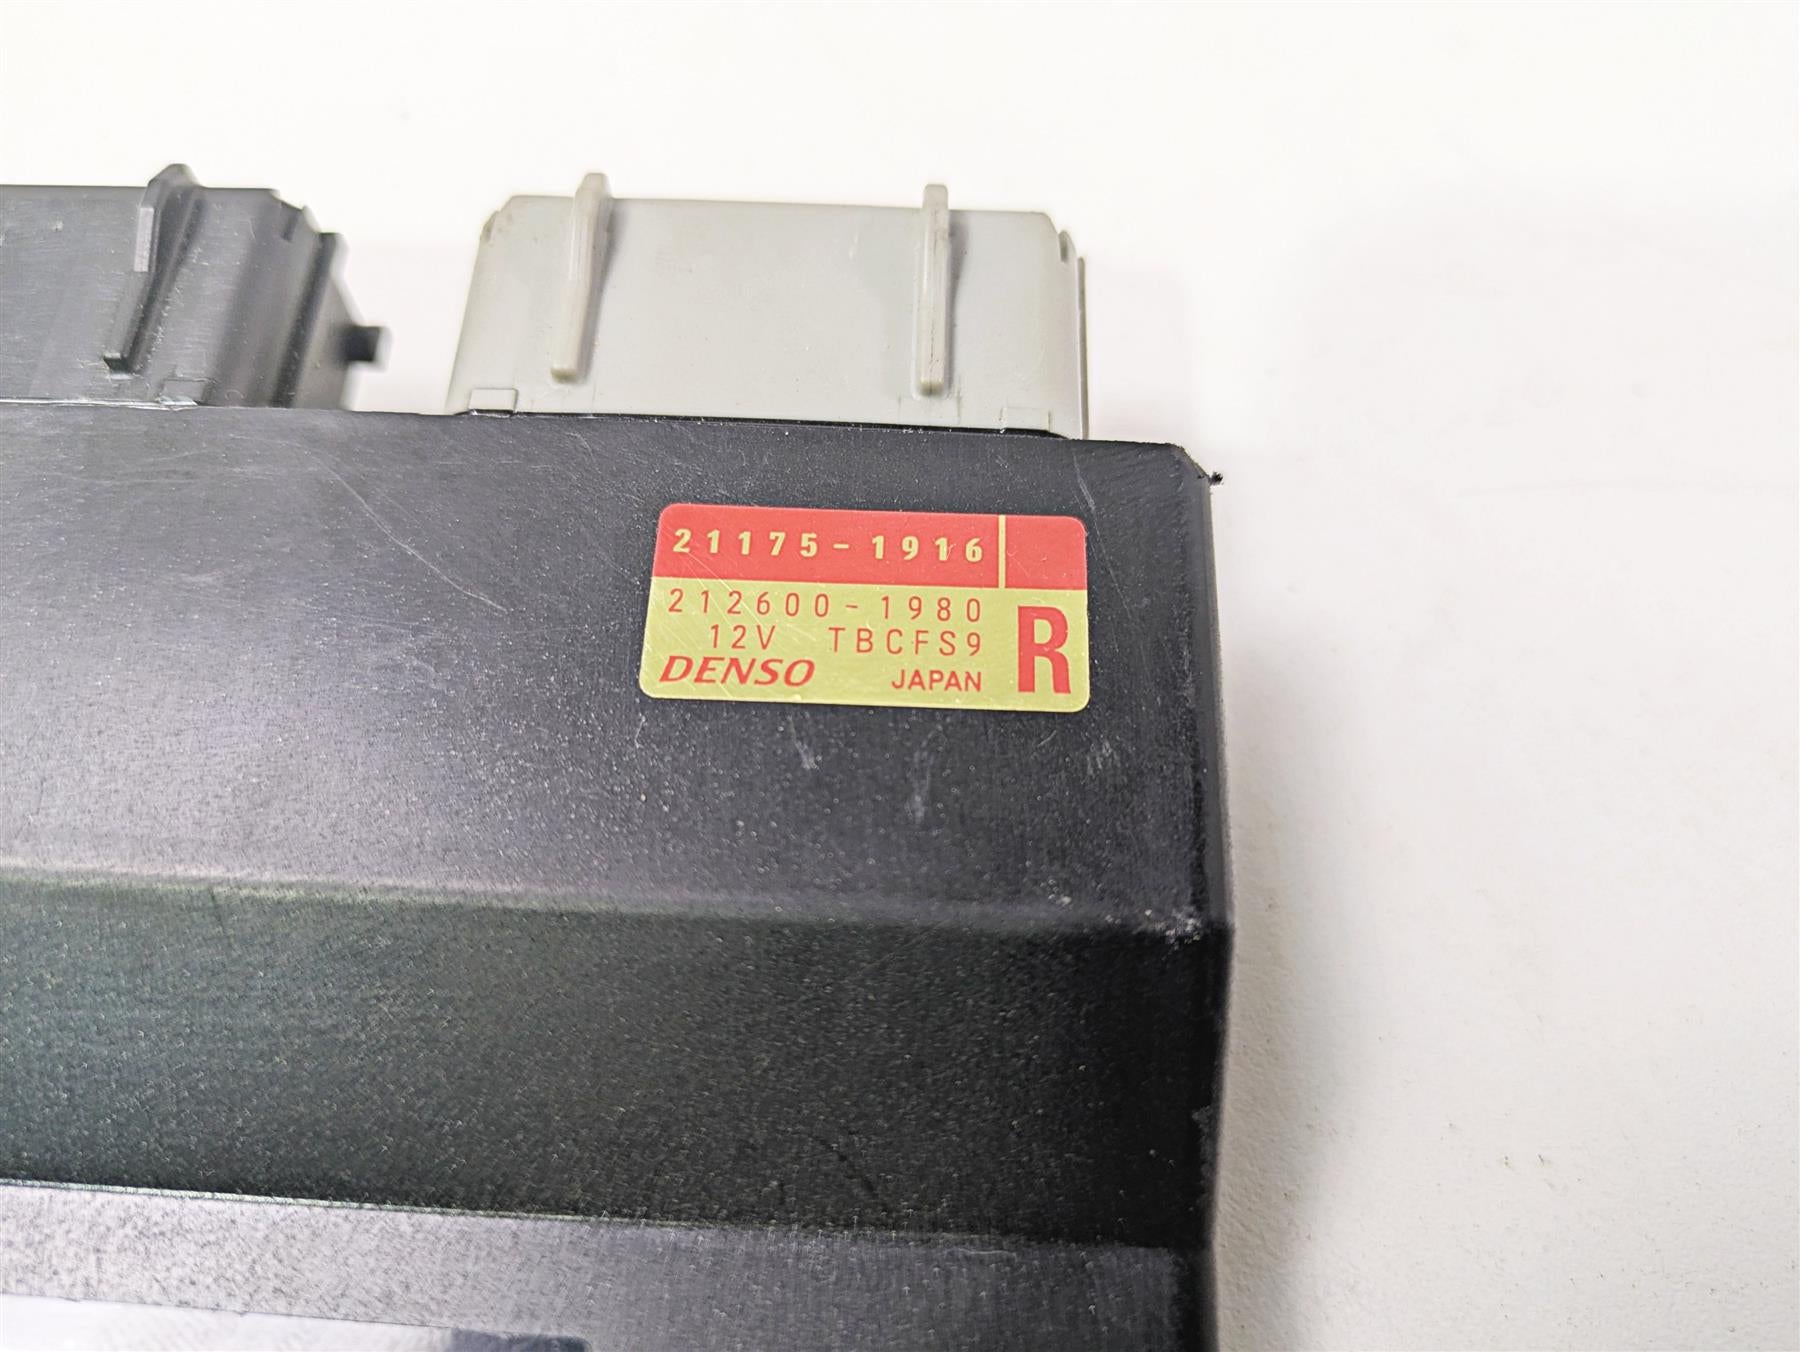 21175-1916
212600-1980
12V TBCFS9
R
DENSO JAPAN